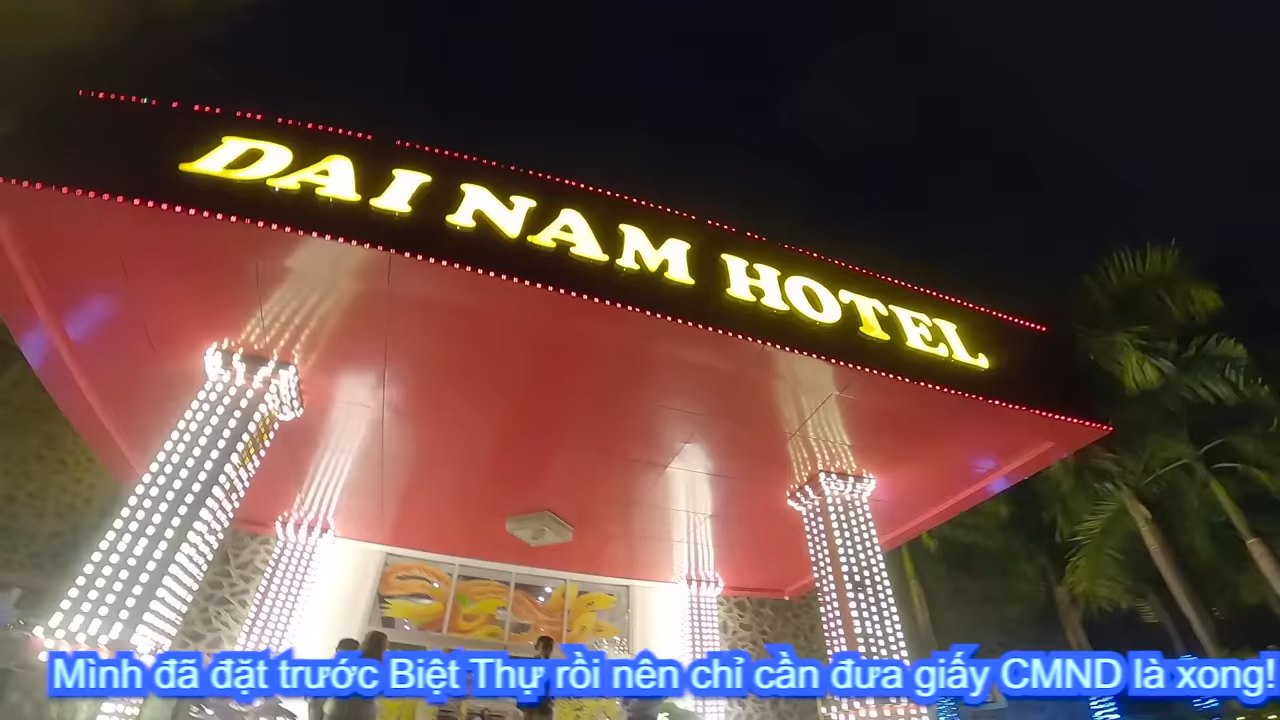 DAI NAM HOTEL
Mình đã đặt trước Biệt Thự rồi nên chỉ cần đưa giấy CMND là xong!